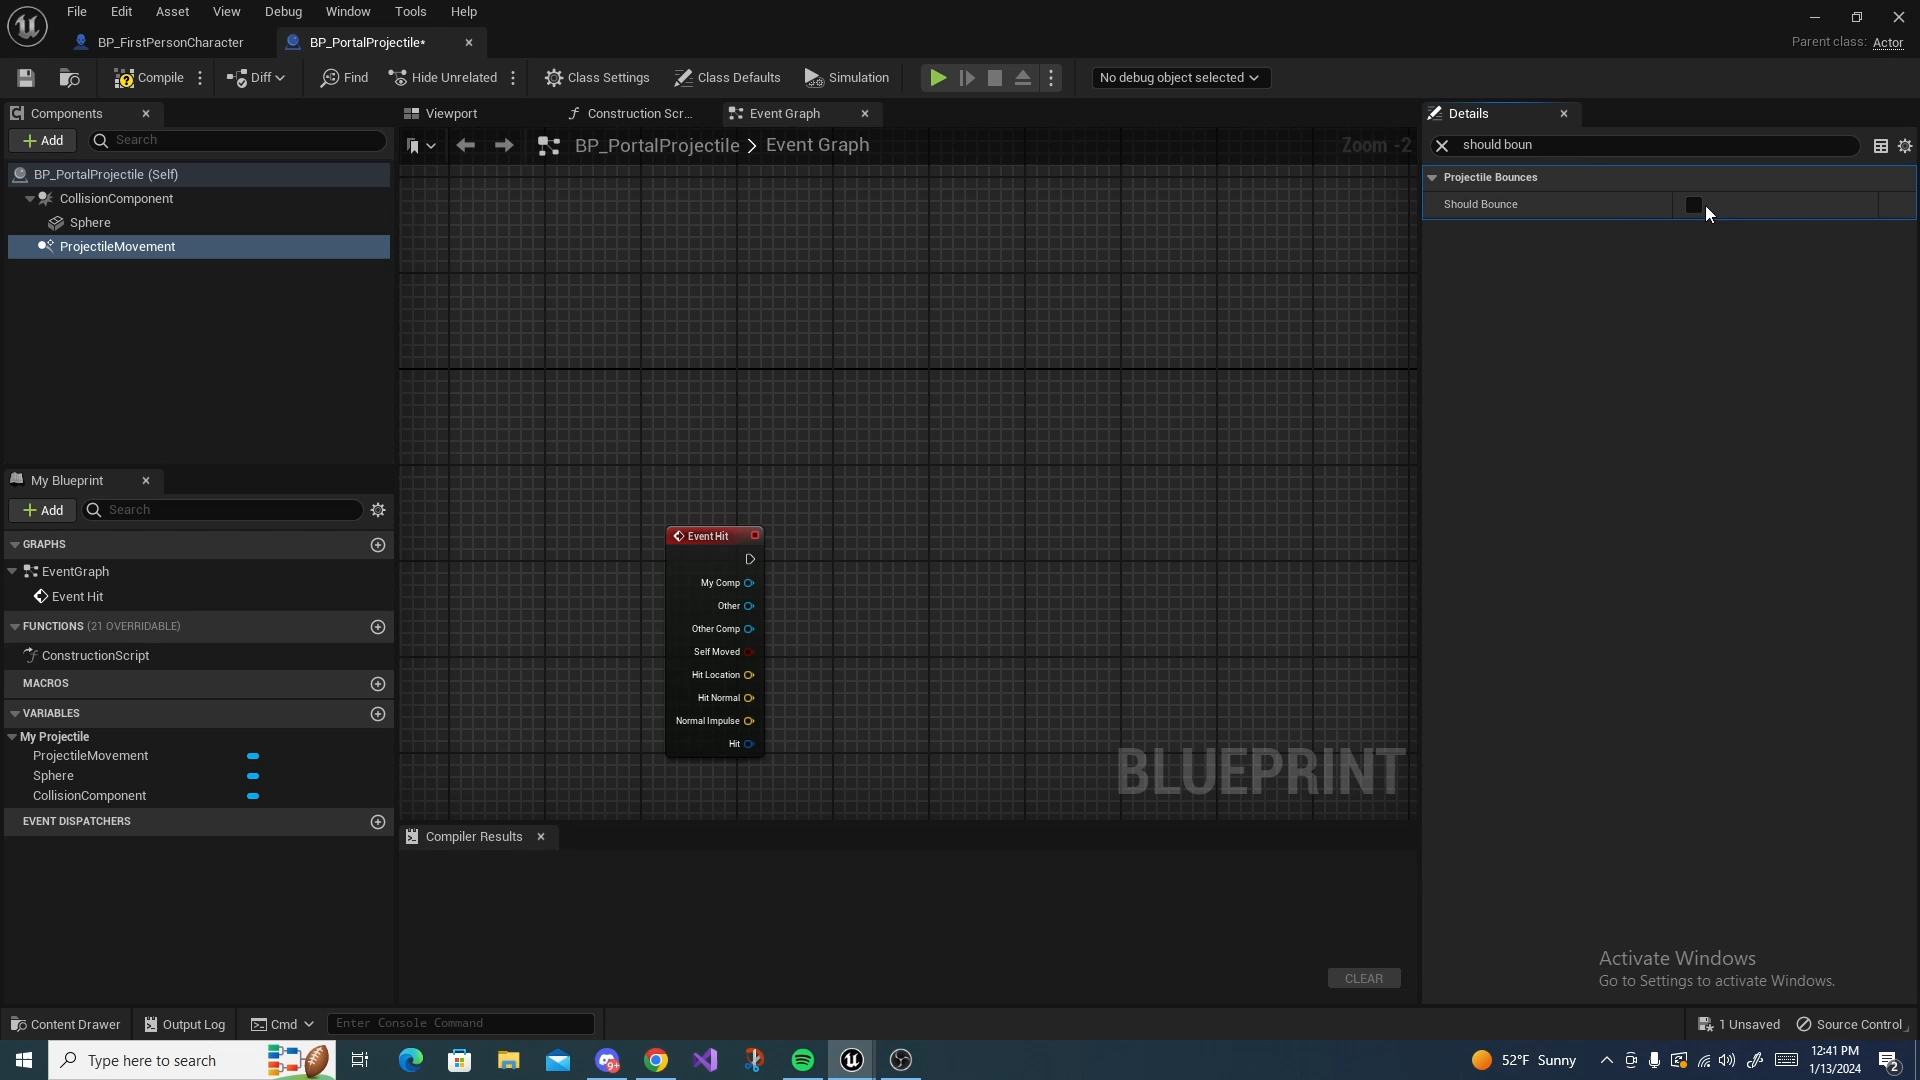 File Edit Asset View Debug Window Tools Help
BP_FirstPersonCharacter
BP_PortalProjectile*
Parent class: Actor
Compile
Diff
Find
Hide Unrelated
Class Settings
Class Defaults
Simulation
No debug object selected
Components
Add
Search
BP_PortalProjectile (Self)
CollisionComponent
Sphere
ProjectileMovement
My Blueprint
Add
Search
GRAPHS
EventGraph
Event Hit
FUNCTIONS (21 OVERRIDABLE)
ConstructionScript
MACROS
VARIABLES
My Projectile
ProjectileMovement
Sphere
CollisionComponent
EVENT DISPATCHERS
Viewport
Construction Scr...
Event Graph
BP_PortalProjectile > Event Graph
Zoom -2
Event Hit
My Comp
Other
Other Comp
Self Moved
Hit Location
Hit Normal
Normal Impulse
Hit
BLUEPRINT
Compiler Results
CLEAR
Details
should boun
Projectile Bounces
Should Bounce
Activate Windows
Go to Settings to activate Windows.
Content Drawer
Output Log
Cmd
Enter Console Command
1 Unsaved
Source Control
Type here to search
9+
52°F Sunny
12:41 PM
1/13/2024
2